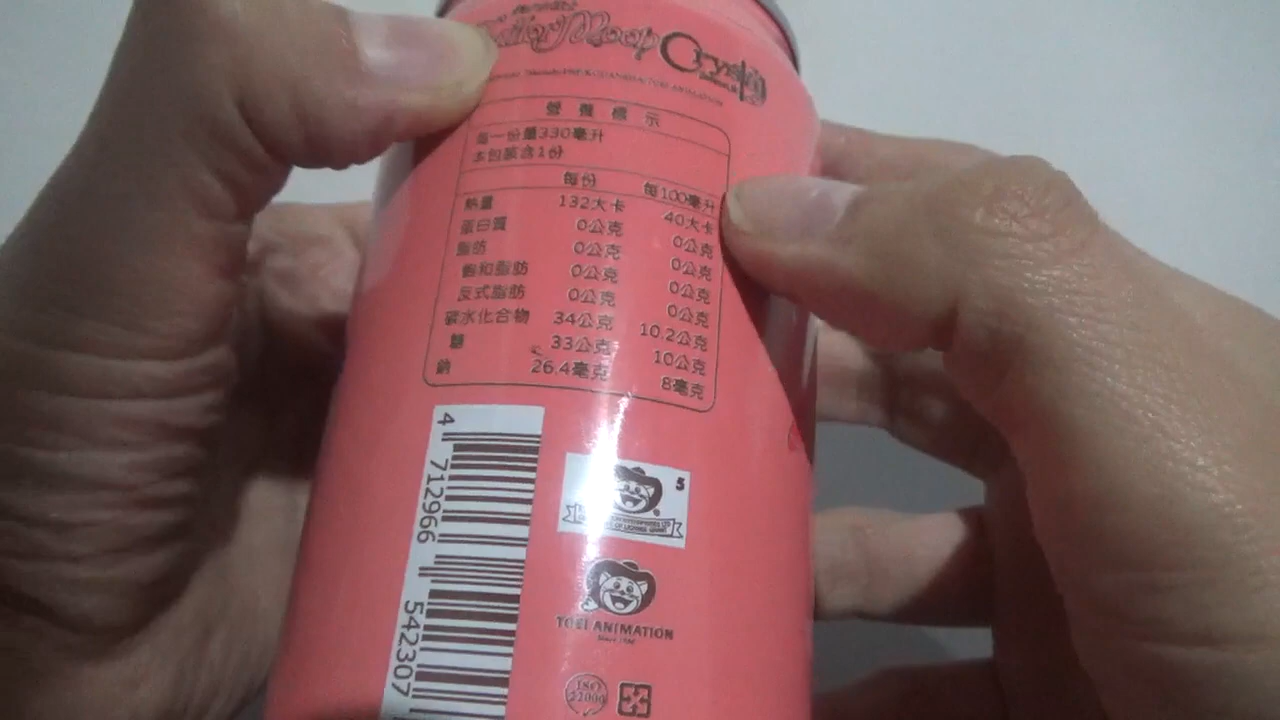 Sailor Moon Crystal
營養標示
每一份量330毫升
本包裝含1份
每份 每100毫升
熱量 132大卡 40大卡
蛋白質 0公克 0公克
脂肪 0公克 0公克
飽和脂肪 0公克 0公克
反式脂肪 0公克 0公克
碳水化合物 34公克 10.2公克
糖 33公克 10公克
鈉 26.4毫克 8毫克
4 712966 542307
5
TOEI ANIMATION
ISO
22000